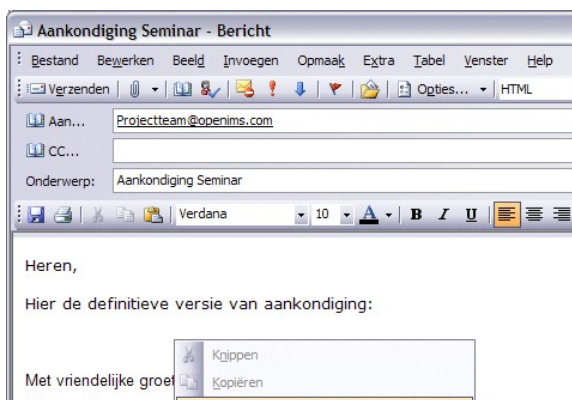 Aankondiging Seminar - Bericht
Bestand Bewerken Beeld Invoegen Opmaak Extra Tabel Venster Help
Verzenden Opties... HTML
Aan... Projectteam@openims.com
CC...
Onderwerp: Aankondiging Seminar
Verdana 10 A B I U
Heren,
Hier de definitieve versie van aankondiging:
Knippen
Met vriendelijke groet Kopiëren